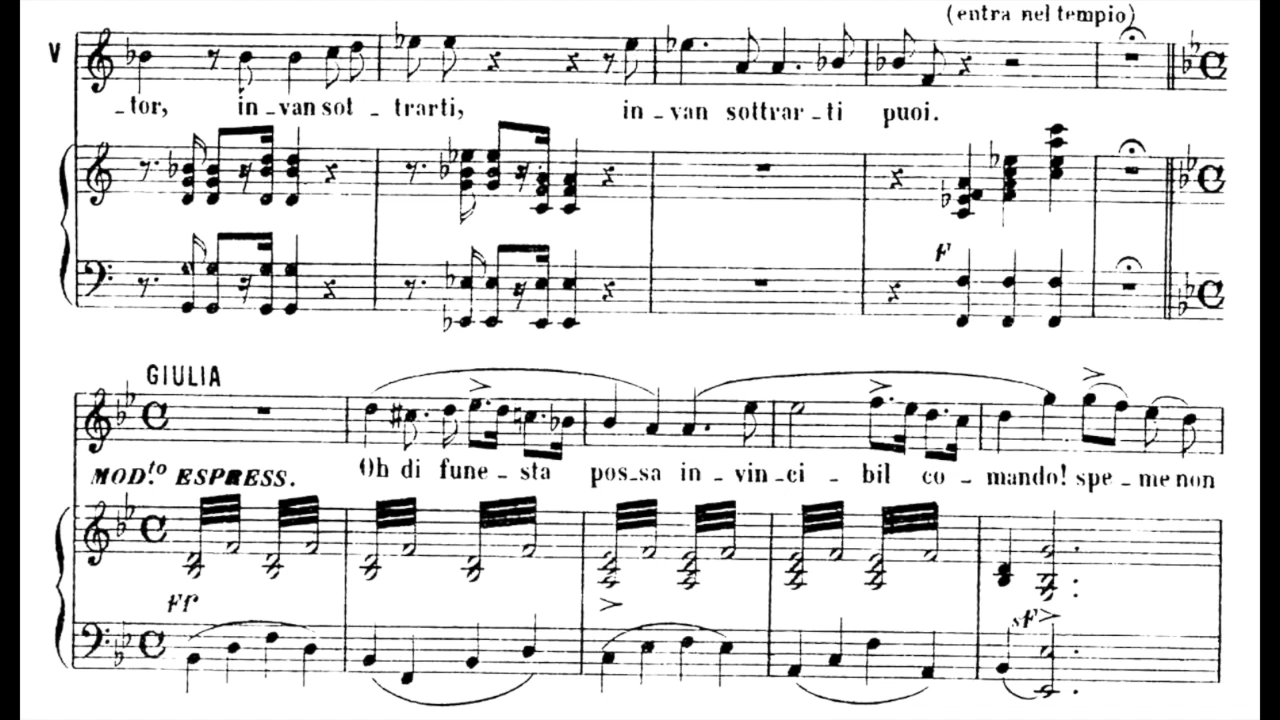 (entra nel tempio)
V
-tor, in-van sot-trarti, in-van sottrar-ti puoi.
F
GIULIA
MOD.to ESPRESS.
Oh di fune-sta pos-sa in-vin-ci-bil co-mando! spe-me non
FF
sF